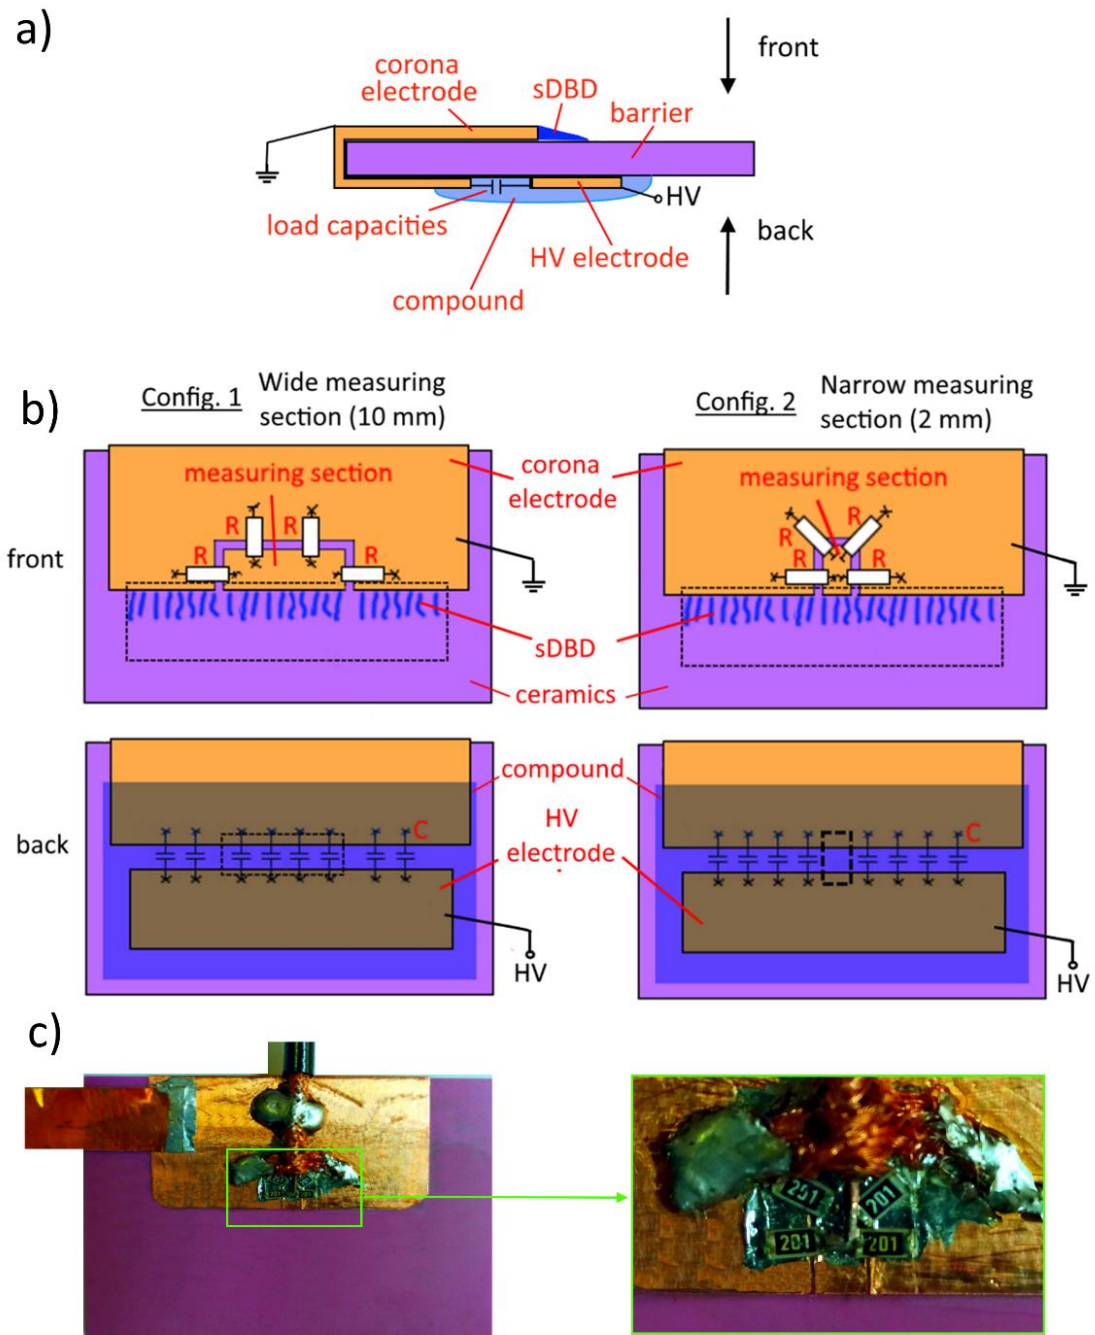 a)
front
corona
electrode
sDBD
barrier
HV
load capacities
HV electrode
back
compound
b)
Config. 1
Wide measuring
section (10 mm)
Config. 2
Narrow measuring
section (2 mm)
measuring section
corona
electrode
measuring section
R
R
R
R
R
R
R
R
front
sDBD
ceramics
compound
C
HV
electrode
C
back
HV
HV
c)
201
201
201
201
201
201